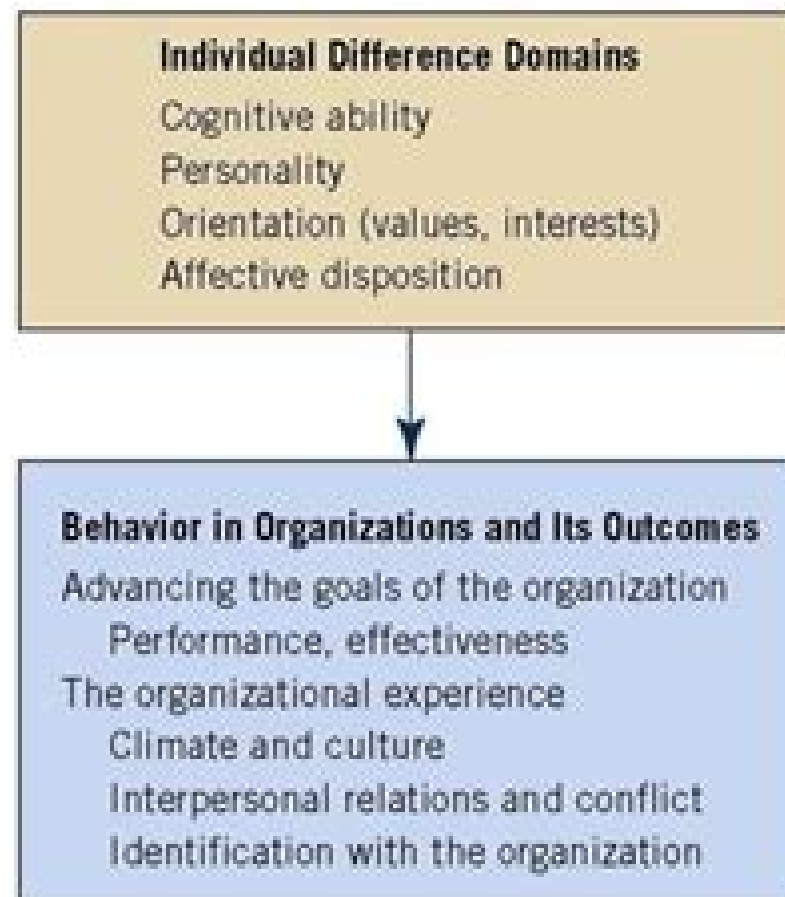 Individual Difference Domains
Cognitive ability
Personality
Orientation (values, interests)
Affective disposition
Behavior in Organizations and Its Outcomes
Advancing the goals of the organization
Performance, effectiveness
The organizational experience
Climate and culture
Interpersonal relations and conflict
Identification with the organization